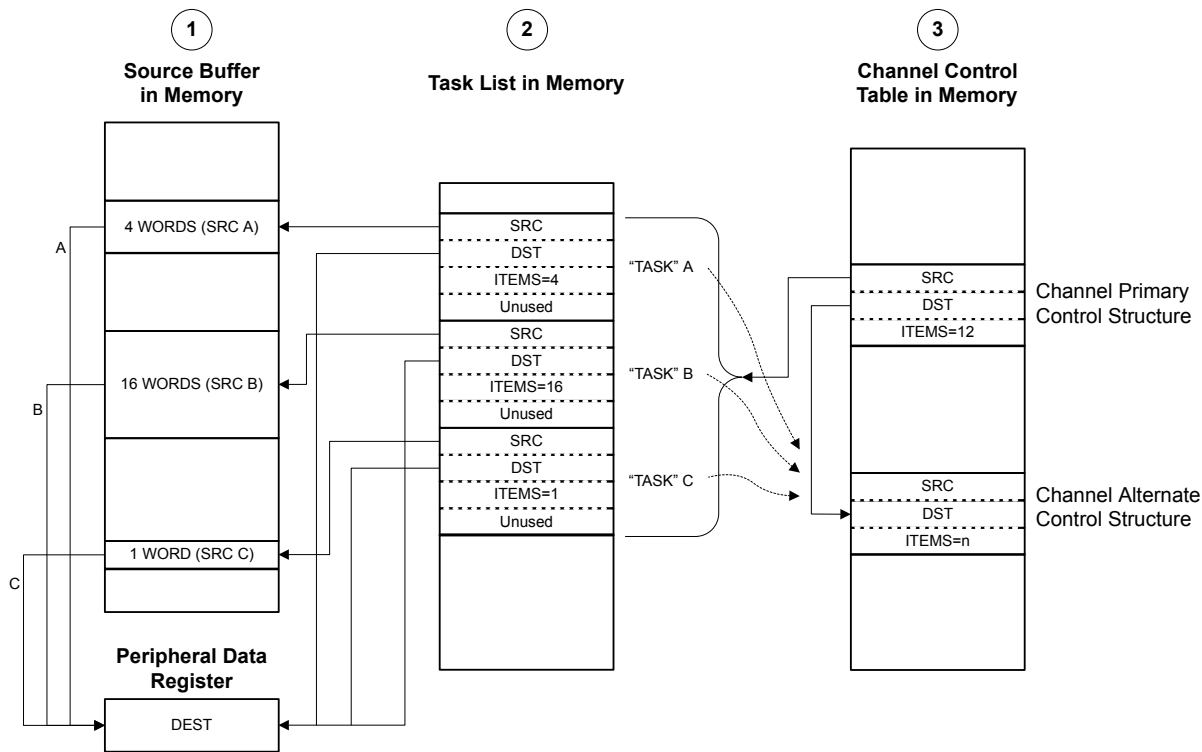 1
Source Buffer
in Memory
4 WORDS (SRC A)
16 WORDS (SRC B)
1 WORD (SRC C)
A
B
C
Peripheral Data
Register
DEST
2
Task List in Memory
SRC
DST
ITEMS=4
Unused
SRC
DST
ITEMS=16
Unused
SRC
DST
ITEMS=1
Unused
“TASK” A
“TASK” B
“TASK” C
3
Channel Control
Table in Memory
SRC
DST
ITEMS=12
Channel Primary
Control Structure
SRC
DST
ITEMS=n
Channel Alternate
Control Structure